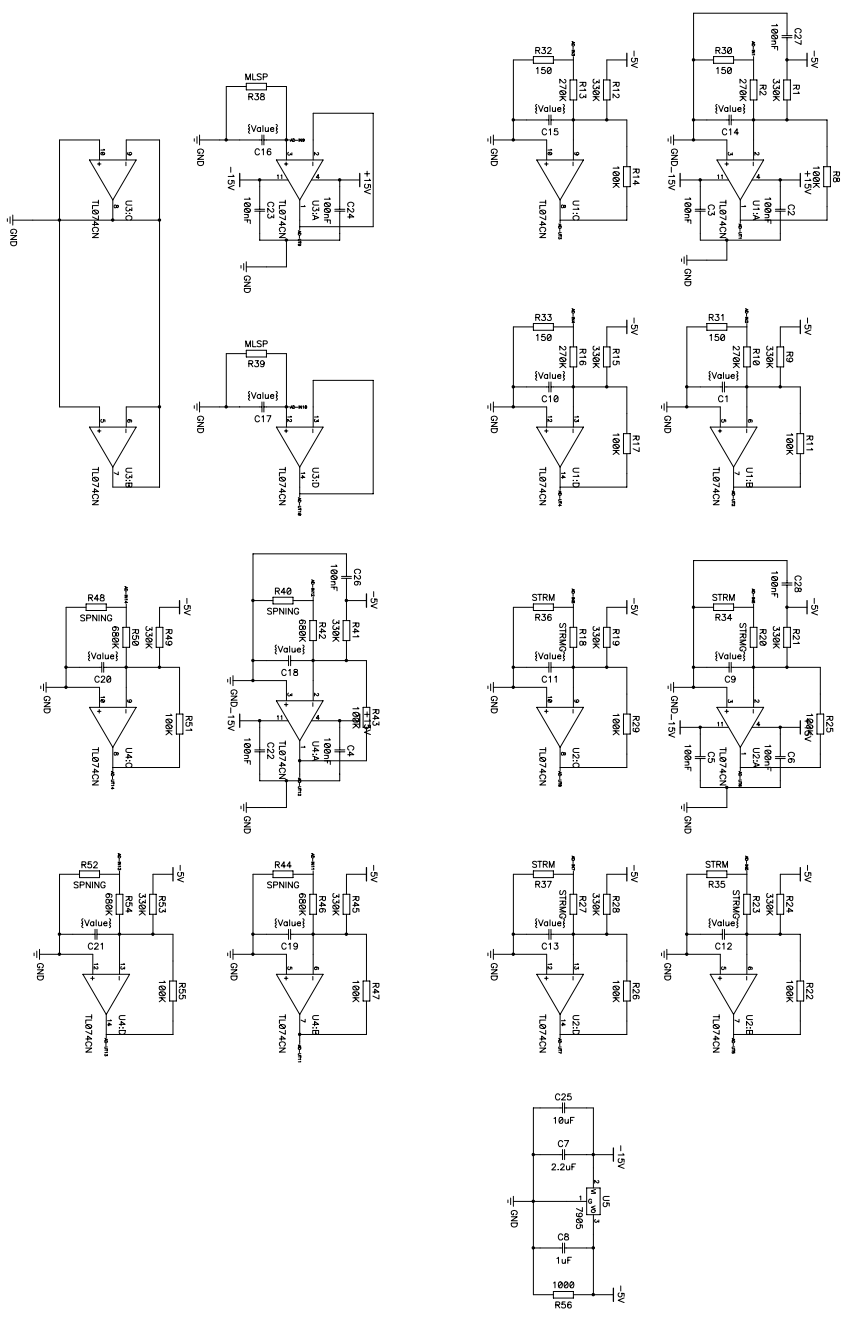 C27
100nF
-5V
R30
150
R2
270K
R1
330K
C14
{Value}
R8
100K
GND
+15V
-15V
U1:A
TL074CN
C2
100nF
C3
100nF
GND
R32
150
-5V
R13
270K
R12
330K
{Value}
C15
R14
100K
GND
U1:C
TL074CN
MLSP
R38
{Value}
C16
GND
-15V
+15V
U3:A
TL074CN
C23
100nF
C24
100nF
GND
U3:C
TL074CN
GND
R31
150
-5V
R10
270K
R9
330K
{Value}
C1
R11
100K
GND
U1:B
TL074CN
R33
150
-5V
R16
270K
R15
330K
{Value}
C10
R17
100K
GND
U1:D
TL074CN
MLSP
R39
{Value}
C17
GND
U3:D
TL074CN
U3:B
TL074CN
C28
100nF
-5V
STRM
R34
R20
STRMG
R21
330K
{Value}
C9
R25
GND
-15V
U2:A
TL074CN
C6
100nF
C5
100nF
GND
STRM
R36
-5V
R18
STRMG
R19
330K
{Value}
C11
R29
100K
GND
U2:C
TL074CN
C26
100nF
-5V
R40
SPNING
R42
680K
R41
330K
{Value}
C18
R43
100K
+15V
GND
-15V
U4:A
TL074CN
C4
100nF
C22
100nF
GND
R48
SPNING
-5V
R50
680K
R49
330K
{Value}
C20
R51
100K
GND
U4:C
TL074CN
STRM
R35
-5V
R23
STRMG
R24
330K
{Value}
C12
R22
100K
GND
U2:B
TL074CN
STRM
R37
-5V
R27
STRMG
R28
330K
{Value}
C13
R26
100K
GND
U2:D
TL074CN
R44
SPNING
-5V
R46
680K
R45
330K
{Value}
C19
R47
100K
GND
U4:B
TL074CN
R52
SPNING
-5V
R54
680K
R53
330K
{Value}
C21
R55
100K
GND
U4:D
TL074CN
C25
10uF
C7
2.2uF
-15V
U5
7905
VI
G
VO
GND
C8
1uF
1000
R56
-5V